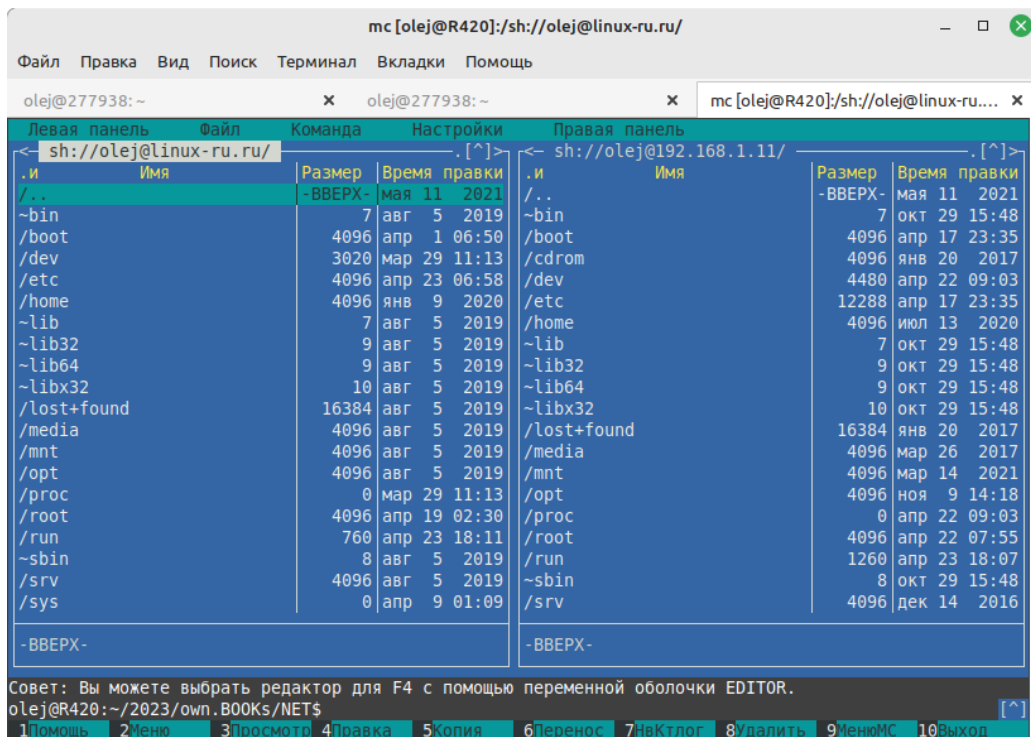 mc [olej@R420]:/sh://olej@linux-ru.ru/
Файл Правка Вид Поиск Терминал Вкладки Помощь
olej@277938: ~ × olej@277938: ~ × mc [olej@R420]:/sh://olej@linux-ru.… ×
Левая панель Файл Команда Настройки Правая панель
<— sh://olej@linux-ru.ru/ —.[^]> <— sh://olej@192.168.1.11/ —.[^]>
.и Имя Размер Время правки .и Имя Размер Время правки
/.. -ВВЕРХ- мая 11 2021 /.. -ВВЕРХ- мая 11 2021
~bin 7 авг 5 2019 ~bin 7 окт 29 15:48
/boot 4096 апр 1 06:50 /boot 4096 апр 17 23:35
/dev 3020 мар 29 11:13 /cdrom 4096 янв 20 2017
/etc 4096 апр 23 06:58 /dev 4480 апр 22 09:03
/home 4096 янв 9 2020 /etc 12288 апр 17 23:35
~lib 7 авг 5 2019 /home 4096 июл 13 2020
~lib32 9 авг 5 2019 ~lib 7 окт 29 15:48
~lib64 9 авг 5 2019 ~lib32 9 окт 29 15:48
~libx32 10 авг 5 2019 ~lib64 9 окт 29 15:48
/lost+found 16384 авг 5 2019 ~libx32 10 окт 29 15:48
/media 4096 авг 5 2019 /lost+found 16384 янв 20 2017
/mnt 4096 авг 5 2019 /media 4096 мар 26 2017
/opt 4096 авг 5 2019 /mnt 4096 мар 14 2021
/proc 0 мар 29 11:13 /opt 4096 ноя 9 14:18
/root 4096 апр 19 02:30 /proc 0 апр 22 09:03
/run 760 апр 23 18:11 /root 4096 апр 22 07:55
~sbin 8 авг 5 2019 /run 1260 апр 23 18:07
/srv 4096 авг 5 2019 ~sbin 8 окт 29 15:48
/sys 0 апр 9 01:09 /srv 4096 дек 14 2016
-ВВЕРХ- -ВВЕРХ-
Совет: Вы можете выбрать редактор для F4 с помощью переменной оболочки EDITOR.
olej@R420:~/2023/own.BOOKs/NET$ [^]
1Помощь 2Меню 3Просмотр 4Правка 5Копия 6Перенос 7НвКтлог 8Удалить 9МенюМС 10Выход